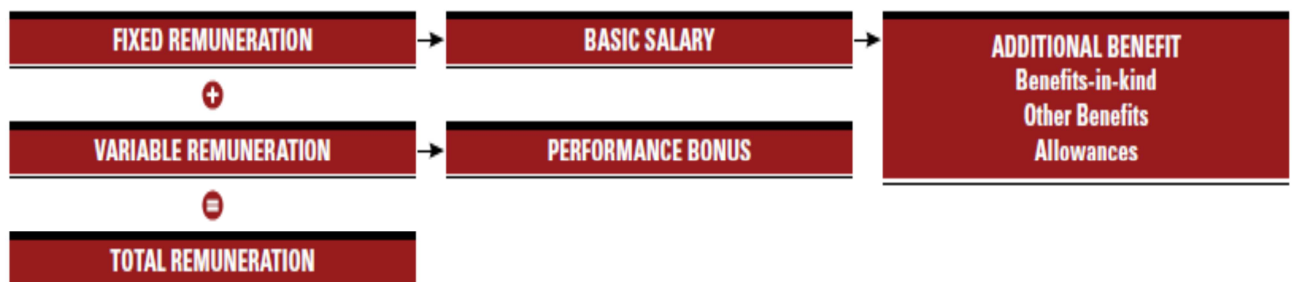 FIXED REMUNERATION
BASIC SALARY
ADDITIONAL BENEFIT
Benefits-in-kind
Other Benefits
Allowances
VARIABLE REMUNERATION
PERFORMANCE BONUS
TOTAL REMUNERATION